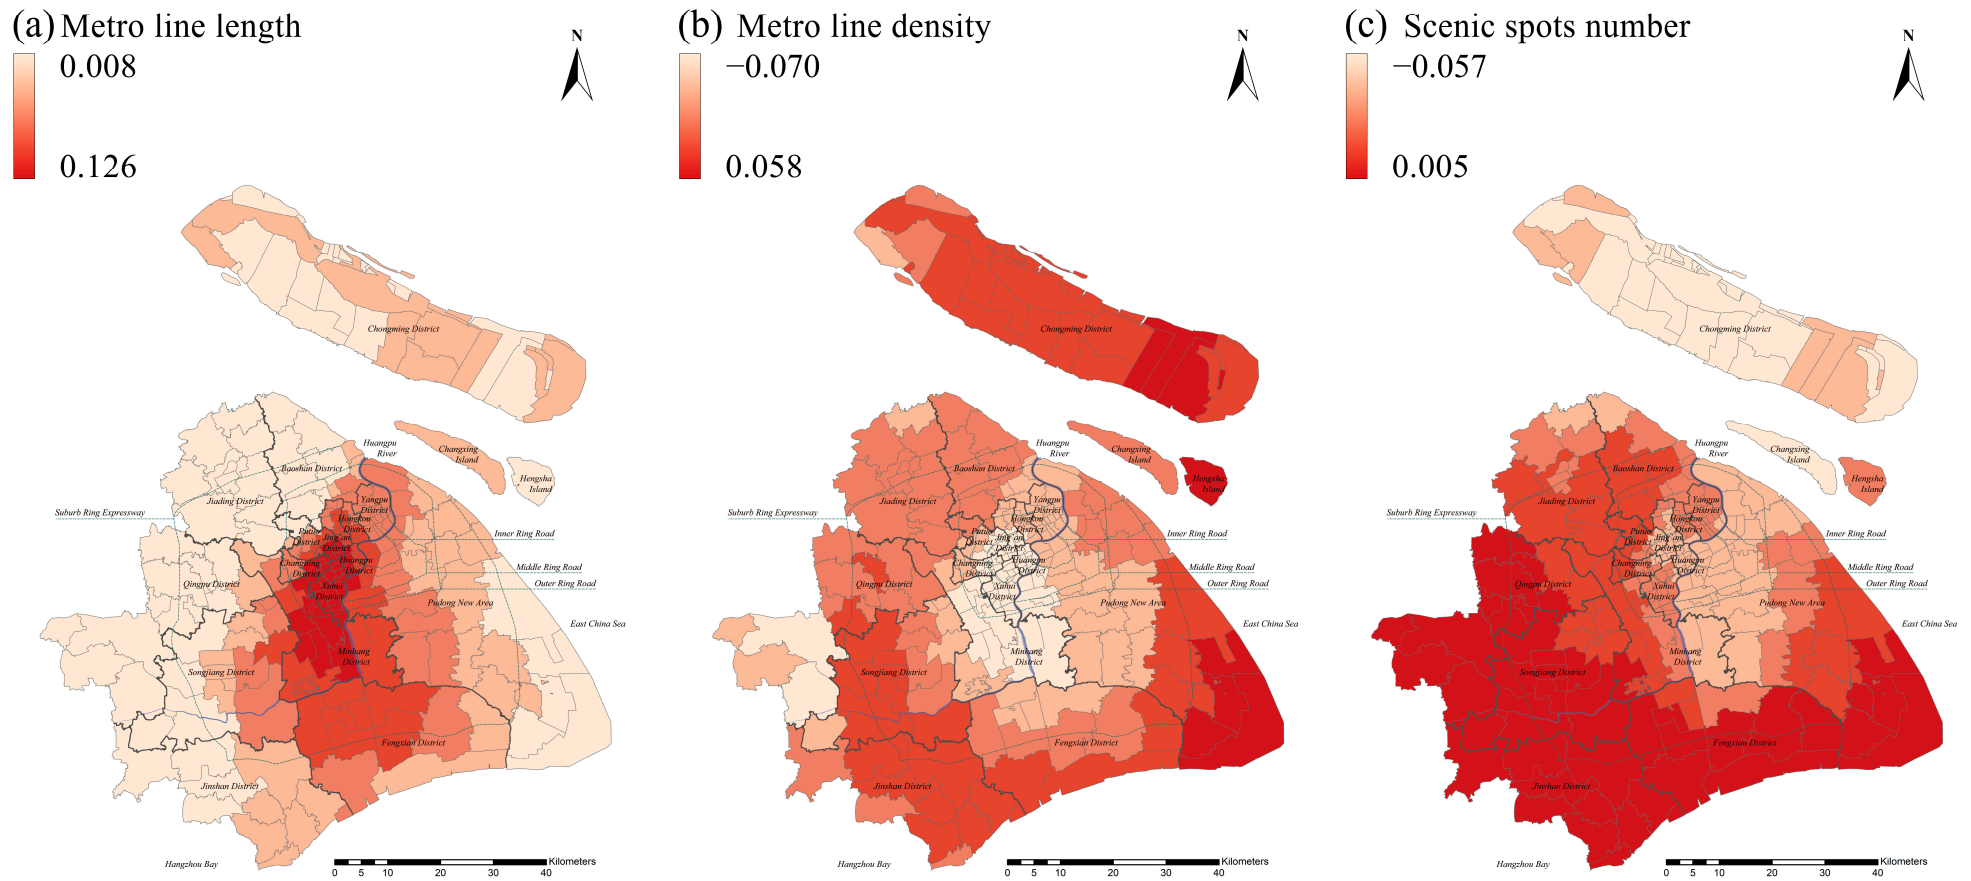 (a) Metro line length
0.008
0.126
N
Chongming District
Huangpu
River
Changxing
Island
Hengsha
Island
Baoshan District
Jiading District
Yangpu
District
Hongkou
District
Suburb Ring Expressway
Putuo
District
Jing'an
District
Inner Ring Road
Changning
District
Huangpu
District
Middle Ring Road
Qingpu District
Xuhui
District
Outer Ring Road
Pudong New Area
East China Sea
Minhang
District
Songjiang District
Fengxian District
Jinshan District
Hangzhou Bay
Kilometers
0 5 10 20 30 40
(b) Metro line density
−0.070
0.058
N
Chongming District
Huangpu
River
Changxing
Island
Hengsha
Island
Baoshan District
Jiading District
Yangpu
District
Hongkou
District
Suburb Ring Expressway
Putuo
District
Jing'an
District
Inner Ring Road
Changning
District
Huangpu
District
Middle Ring Road
Qingpu District
Xuhui
District
Outer Ring Road
Pudong New Area
East China Sea
Minhang
District
Songjiang District
Fengxian District
Jinshan District
Hangzhou Bay
Kilometers
0 5 10 20 30 40
(c) Scenic spots number
−0.057
0.005
N
Chongming District
Huangpu
River
Changxing
Island
Hengsha
Island
Baoshan District
Jiading District
Yangpu
District
Hongkou
District
Suburb Ring Expressway
Putuo
District
Jing'an
District
Inner Ring Road
Changning
District
Huangpu
District
Middle Ring Road
Qingpu District
Xuhui
District
Outer Ring Road
Pudong New Area
East China Sea
Minhang
District
Songjiang District
Fengxian District
Jinshan District
Hangzhou Bay
Kilometers
0 5 10 20 30 40